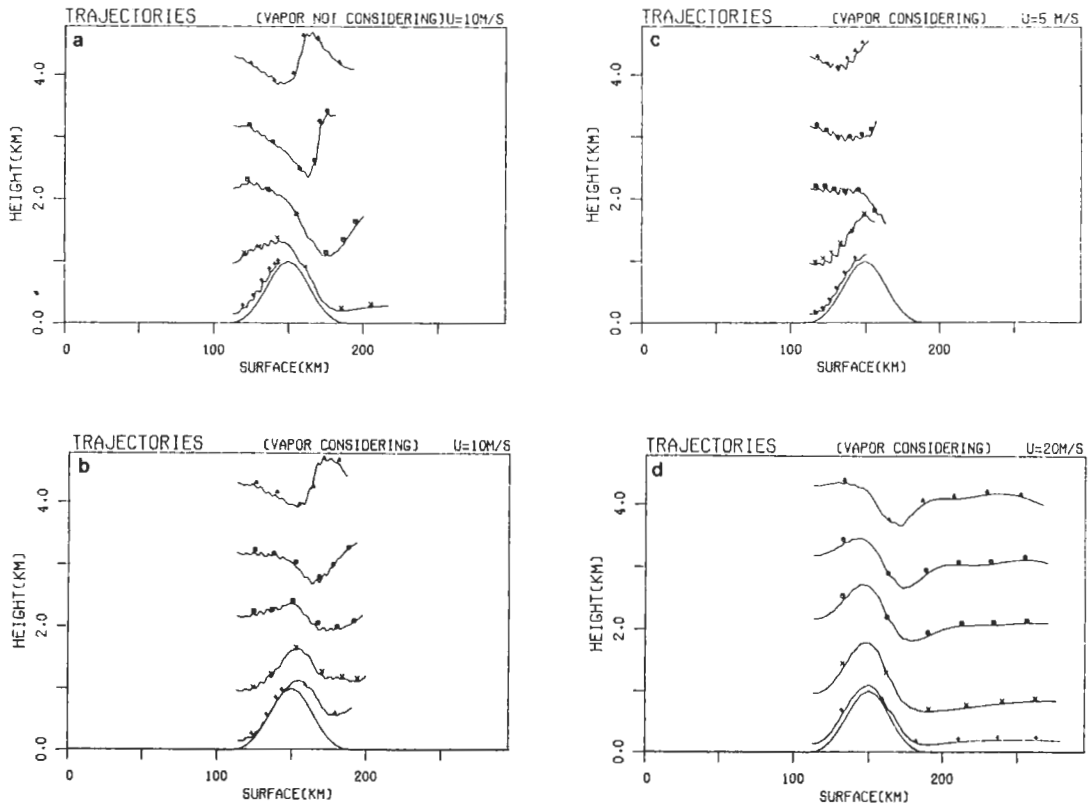 TRAJECTORIES (VAPOR NOT CONSIDERING)U=10M/S
a
HEIGHT(KM)
4.0
2.0
0.0
0 100 200
SURFACE(KM)
TRAJECTORIES (VAPOR CONSIDERING) U=5 M/S
c
HEIGHT(KM)
4.0
2.0
0.0
0 100 200
SURFACE(KM)
TRAJECTORIES (VAPOR CONSIDERING) U=10M/S
b
HEIGHT(KM)
4.0
2.0
0.0
0 100 200
SURFACE(KM)
TRAJECTORIES (VAPOR CONSIDERING) U=20M/S
d
HEIGHT(KM)
4.0
2.0
0.0
0 100 200
SURFACE(KM)